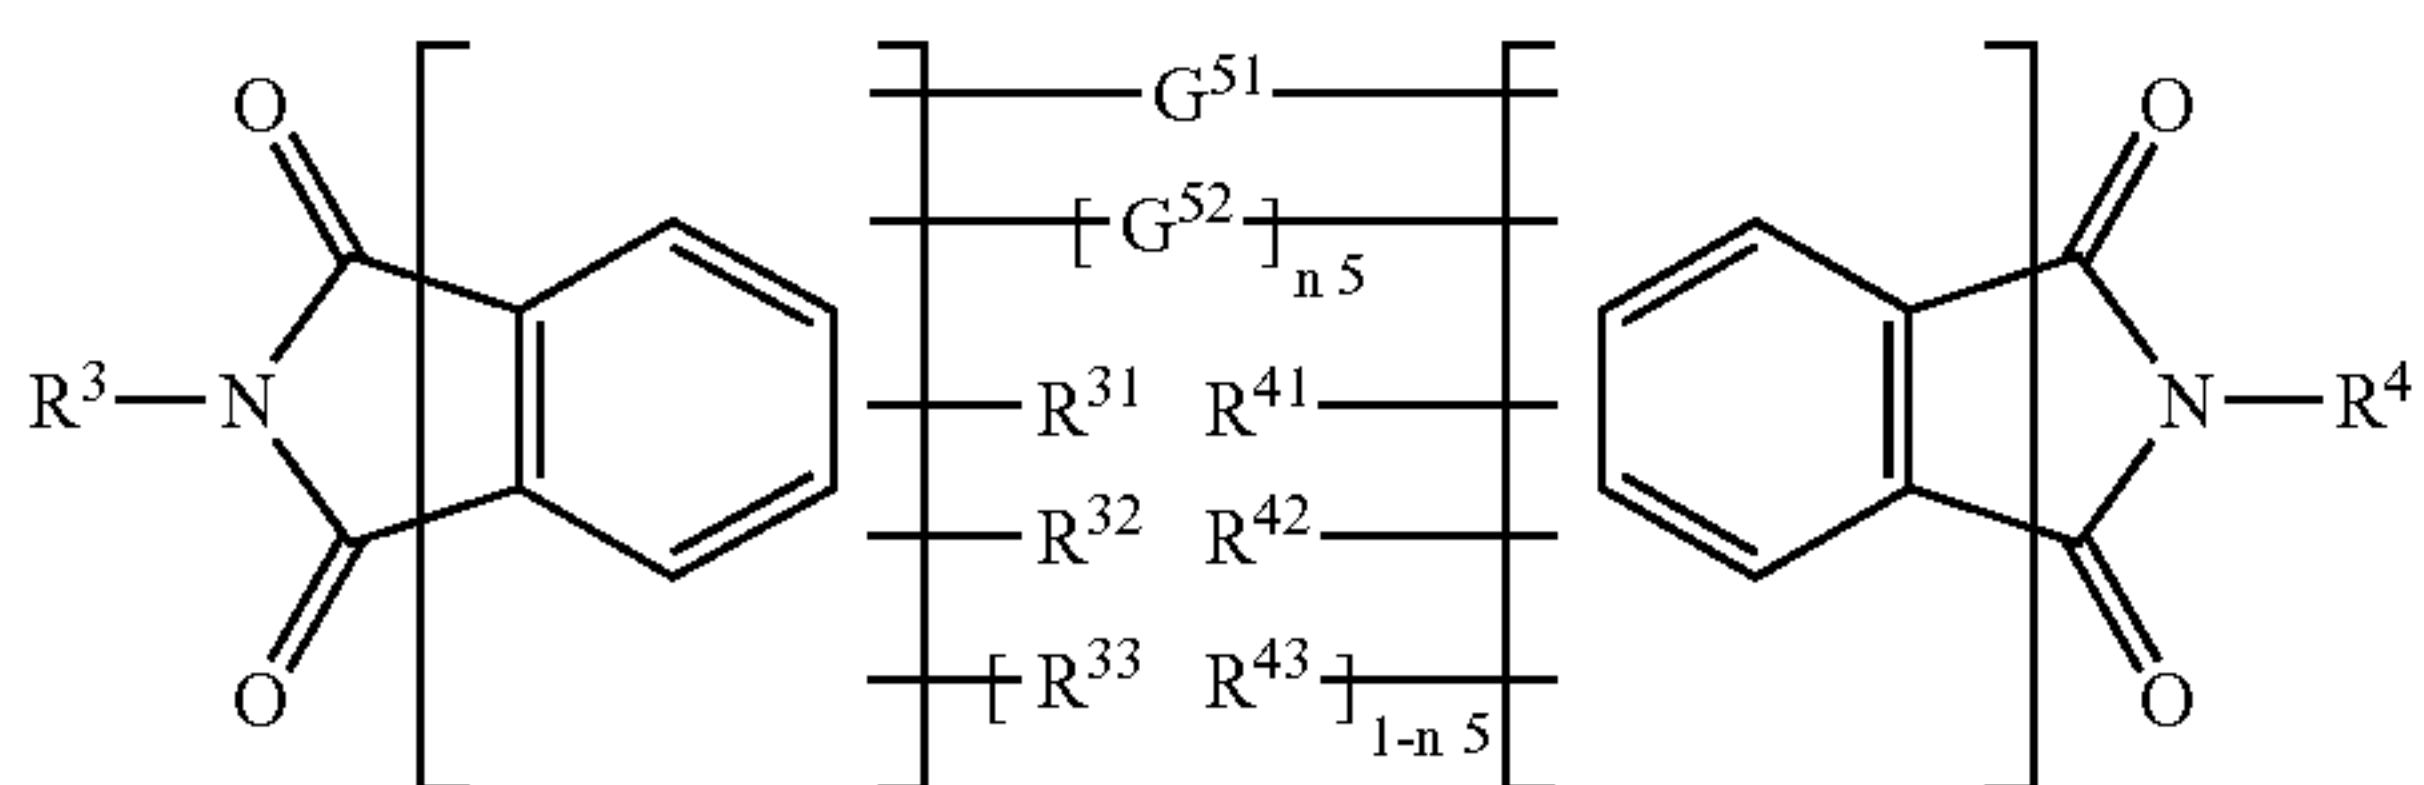 O G⁵¹ O
[G⁵²]n 5
R³—N R³¹ R⁴¹ N—R⁴
R³² R⁴²
O [R³³ R⁴³]1-n 5 O